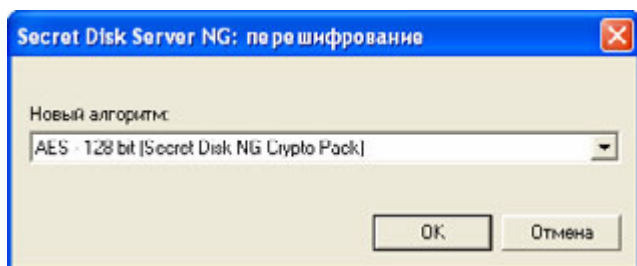 Secret Disk Server NG: перешифрование
Новый алгоритм:
AES - 128 bit [Secret Disk NG Crypto Pack]
OK
Отмена